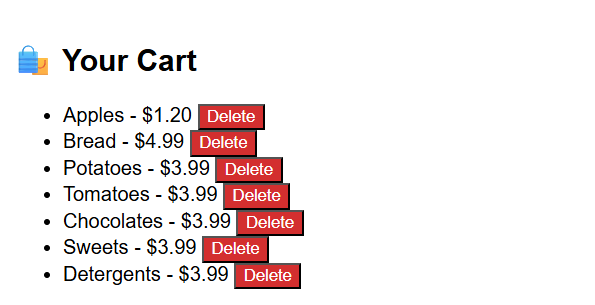 Your Cart
Apples - $1.20 Delete
Bread - $4.99 Delete
Potatoes - $3.99 Delete
Tomatoes - $3.99 Delete
Chocolates - $3.99 Delete
Sweets - $3.99 Delete
Detergents - $3.99 Delete